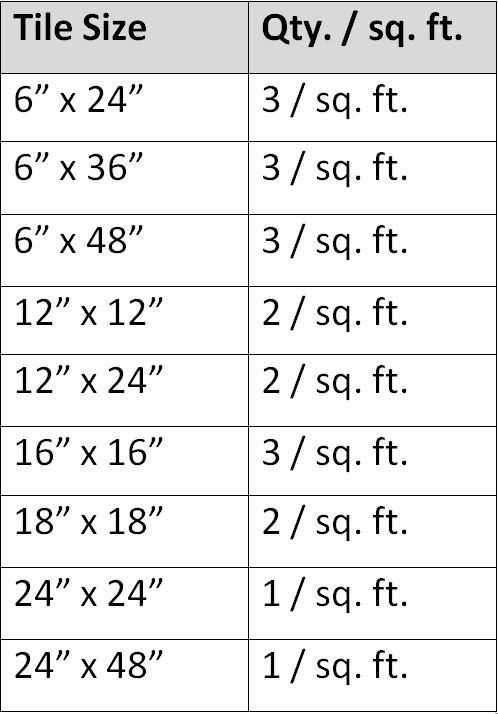 Tile Size Qty. / sq. ft.
6” x 24” 3 / sq. ft.
6” x 36” 3 / sq. ft.
6” x 48” 3 / sq. ft.
12” x 12” 2 / sq. ft.
12” x 24” 2 / sq. ft.
16” x 16” 3 / sq. ft.
18” x 18” 2 / sq. ft.
24” x 24” 1 / sq. ft.
24” x 48” 1 / sq. ft.